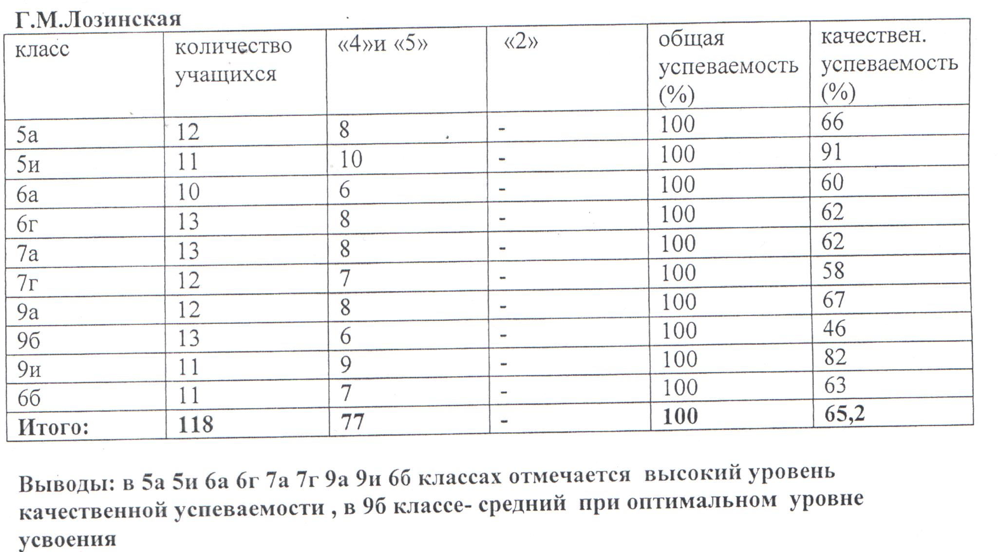 Г.М.Лозинская
класс количество учащихся «4»и «5» «2» общая успеваемость (%) качествен. успеваемость (%)
5а 12 8 - 100 66
5и 11 10 - 100 91
6а 10 6 - 100 60
6г 13 8 - 100 62
7а 13 8 - 100 62
7г 12 7 - 100 58
9а 12 8 - 100 67
9б 13 6 - 100 46
9и 11 9 - 100 82
6б 11 7 - 100 63
Итого: 118 77 - 100 65,2
Выводы: в 5а 5и 6а 6г 7а 7г 9а 9и 6б классах отмечается высокий уровень
качественной успеваемости , в 9б классе- средний при оптимальном уровне
усвоения